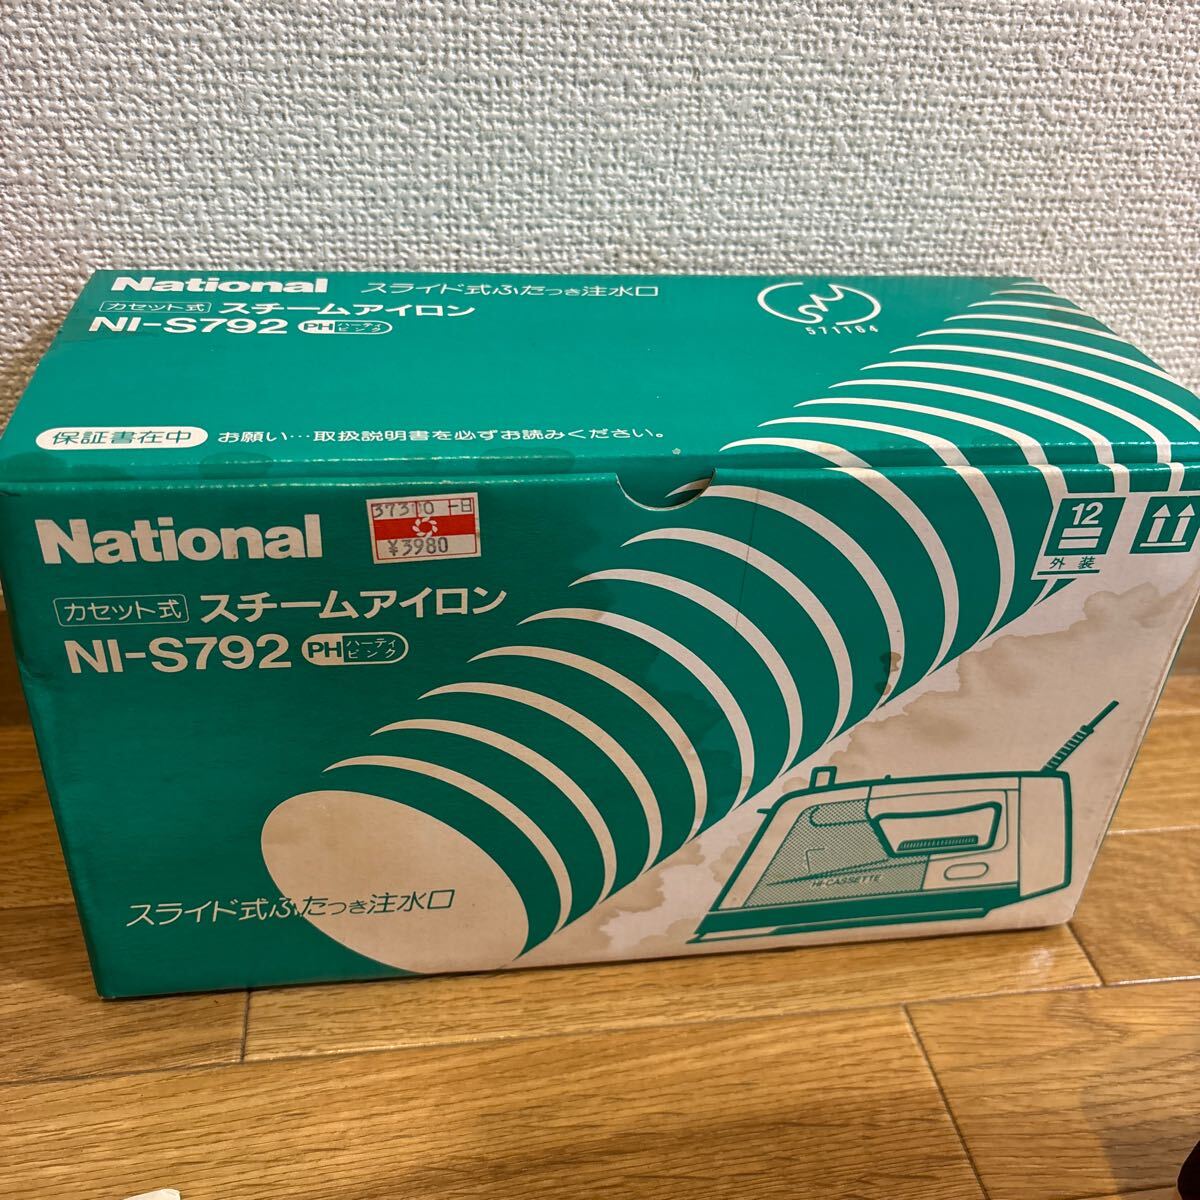 National
スライド式ふたつき注水口
カセット式 スチームアイロン
NI-S792 PH ハーティ ピンク
571164
保証書在中 お願い…取扱説明書を必ずお読みください。
National
37310 -日
¥3980
カセット式 スチームアイロン
NI-S792 PH ハーティ ピンク
12
外装
HI-CASSETTE
スライド式ふたつき注水口